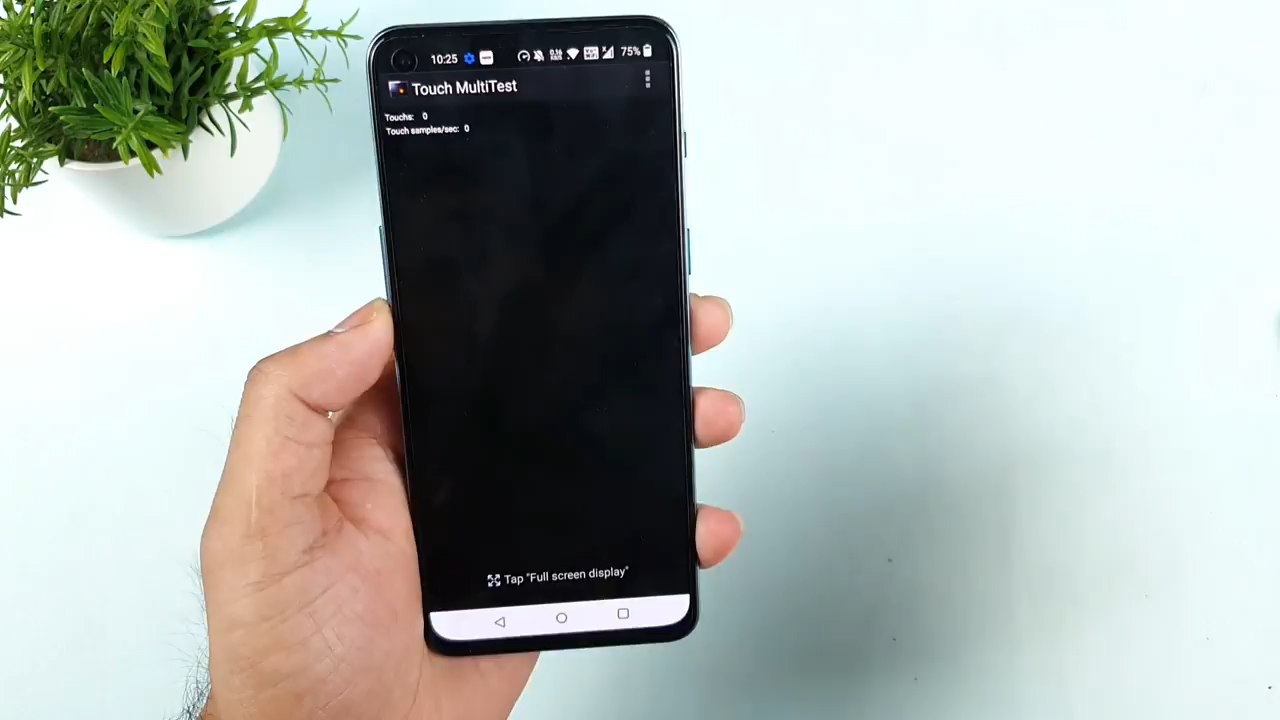 10:25
75%
Touch MultiTest
Touchs: 0
Touch samples/sec: 0
Tap "Full screen display"